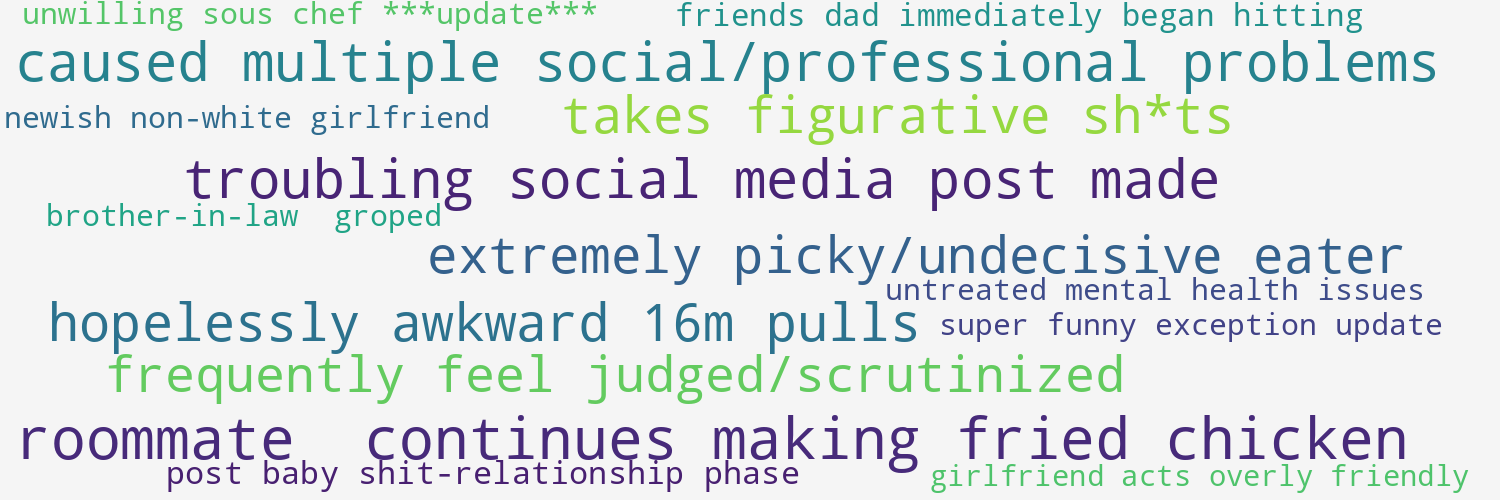 unwilling sous chef ***update***
friends dad immediately began hitting
caused multiple social/professional problems
newish non-white girlfriend
takes figurative sh*ts
troubling social media post made
brother-in-law  groped
extremely picky/undecisive eater
untreated mental health issues
hopelessly awkward 16m pulls
super funny exception update
frequently feel judged/scrutinized
roommate  continues making fried chicken
post baby shit-relationship phase
girlfriend acts overly friendly